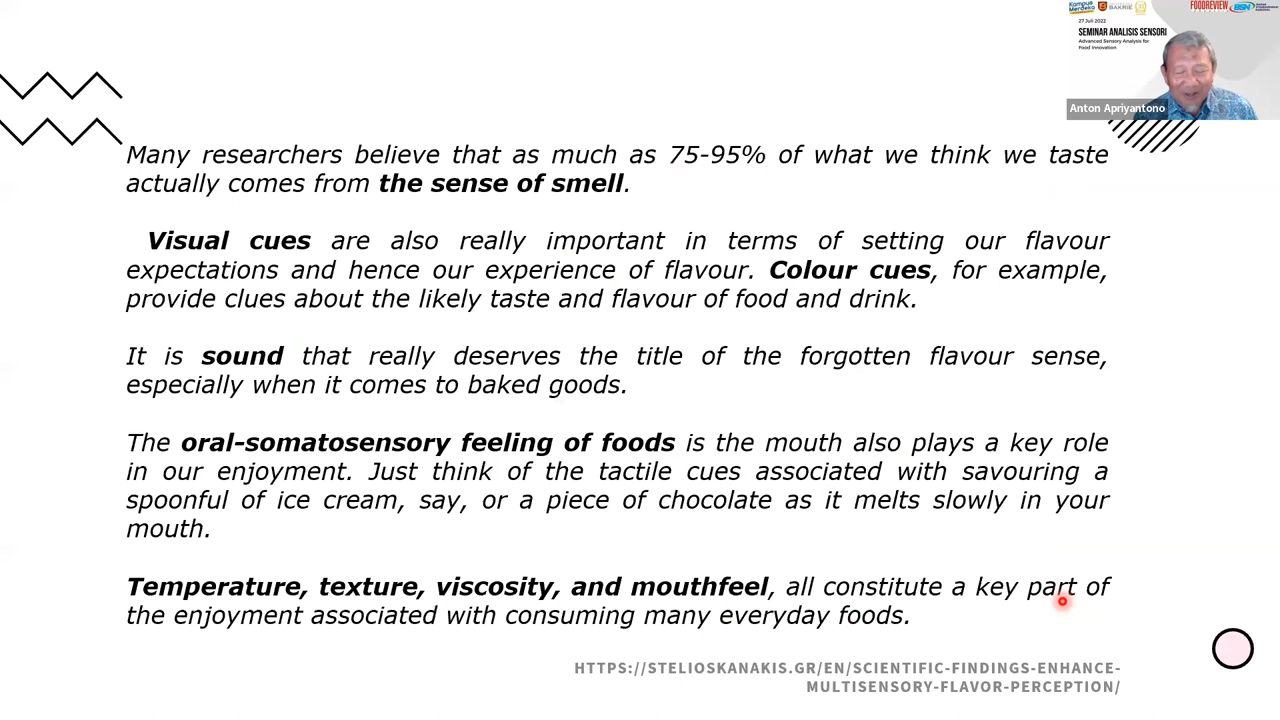 Kampus
Merdeka
BAKRIE
FOODREVIEW
BSN
27 Juli 2022
SEMINAR ANALISIS SENSORI
Advanced Sensory Analysis for
Food Innovation
Anton Apriyantono
Many researchers believe that as much as 75-95% of what we think we taste
actually comes from the sense of smell.
Visual cues are also really important in terms of setting our flavour
expectations and hence our experience of flavour. Colour cues, for example,
provide clues about the likely taste and flavour of food and drink.
It is sound that really deserves the title of the forgotten flavour sense,
especially when it comes to baked goods.
The oral-somatosensory feeling of foods is the mouth also plays a key role
in our enjoyment. Just think of the tactile cues associated with savouring a
spoonful of ice cream, say, or a piece of chocolate as it melts slowly in your
mouth.
Temperature, texture, viscosity, and mouthfeel, all constitute a key part of
the enjoyment associated with consuming many everyday foods.
HTTPS://STELIOSKANAKIS.GR/EN/SCIENTIFIC-FINDINGS-ENHANCE-
MULTISENSORY-FLAVOR-PERCEPTION/